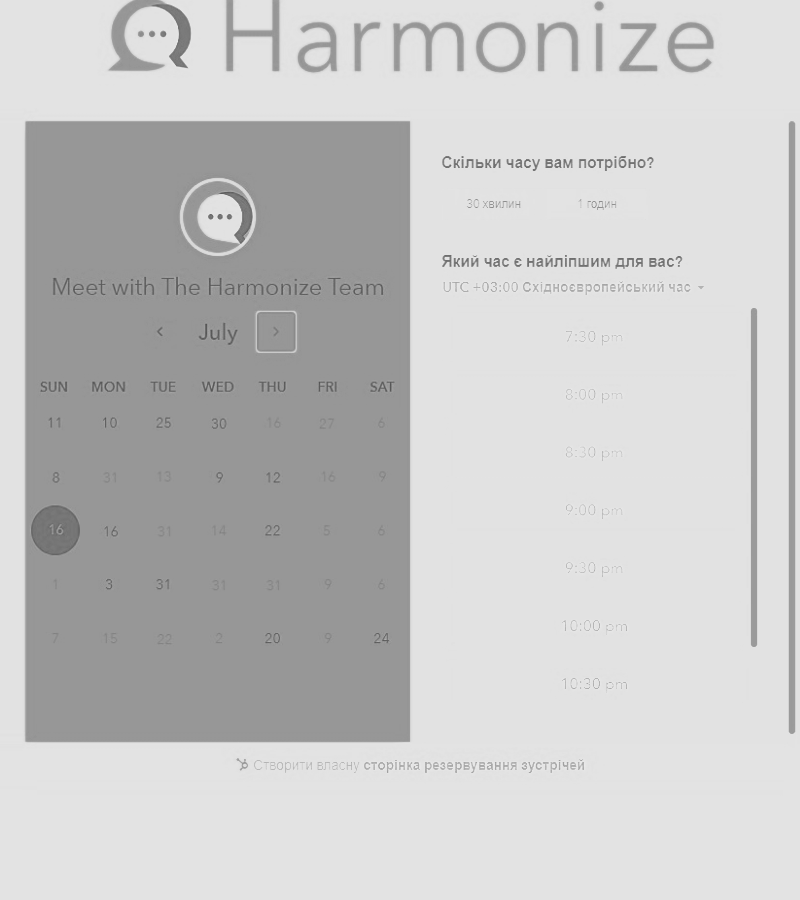 Harmonize
Meet with The Harmonize Team
July
SUN MON TUE WED THU FRI SAT
11 10 25 30 16 27 6
8 31 13 9 12 16 9
16 16 31 14 22 5 6
1 3 31 31 31 9 6
7 15 22 2 20 9 24
Скільки часу вам потрібно?
30 хвилин 1 годин
Який час є найліпшим для вас?
UTC +03:00 Східноєвропейський час
7:30 pm
8:00 pm
8:30 pm
9:00 pm
9:30 pm
10:00 pm
10:30 pm
Створити власну сторінка резервування зустрічей